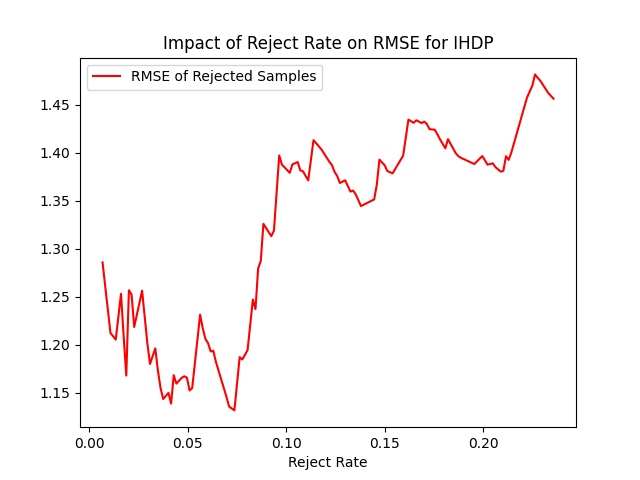 Impact of Reject Rate on RMSE for IHDP
RMSE of Rejected Samples
1.45
1.40
1.35
1.30
1.25
1.20
1.15
0.00 0.05 0.10 0.15 0.20
Reject Rate